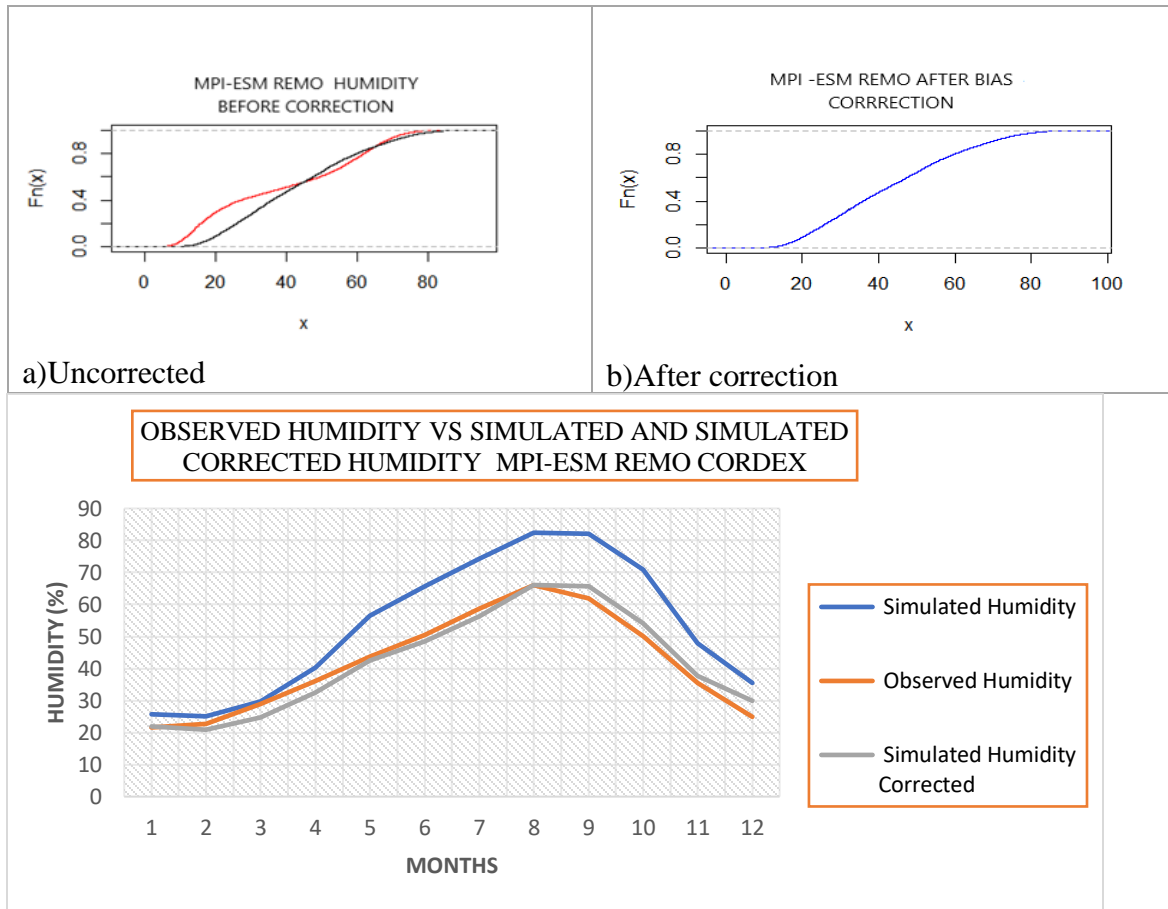 MPI-ESM REMO HUMIDITY
BEFORE CORRECTION
Fn(x)
0.8
0.4
0.0
0 20 40 60 80
x
a)Uncorrected
MPI -ESM REMO AFTER BIAS
CORRRECTION
Fn(x)
0.8
0.4
0.0
0 20 40 60 80 100
x
b)After correction
OBSERVED HUMIDITY VS SIMULATED AND SIMULATED
CORRECTED HUMIDITY MPI-ESM REMO CORDEX
HUMIDITY (%)
90
80
70
60
50
40
30
20
10
0
1 2 3 4 5 6 7 8 9 10 11 12
MONTHS
Simulated Humidity
Observed Humidity
Simulated Humidity
Corrected